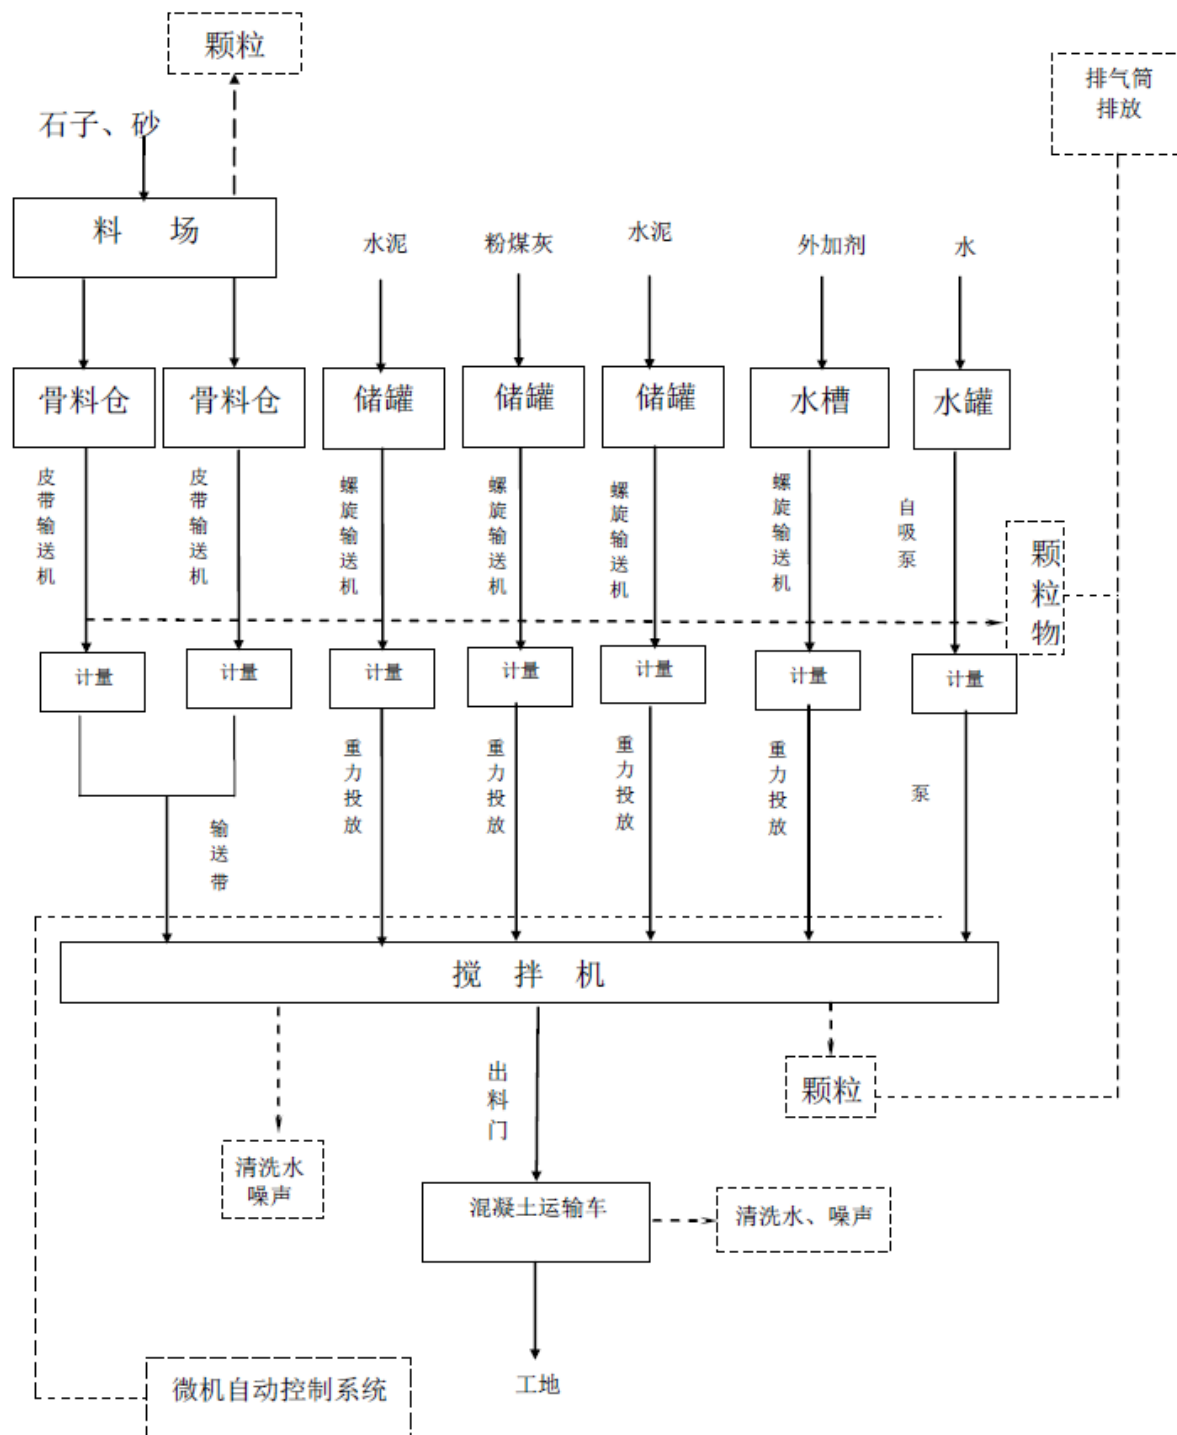 颗粒
排气筒
排放
石子、砂
料 场
水泥
粉煤灰
水泥
外加剂
水
骨料仓
骨料仓
储罐
储罐
储罐
水槽
水罐
皮带输送机
皮带输送机
螺旋输送机
螺旋输送机
螺旋输送机
螺旋输送机
自吸泵
颗粒物
计量
计量
计量
计量
计量
计量
计量
输送带
重力投放
重力投放
重力投放
重力投放
泵
搅 拌 机
出料门
颗粒
清洗水
噪声
混凝土运输车
清洗水、噪声
微机自动控制系统
工地